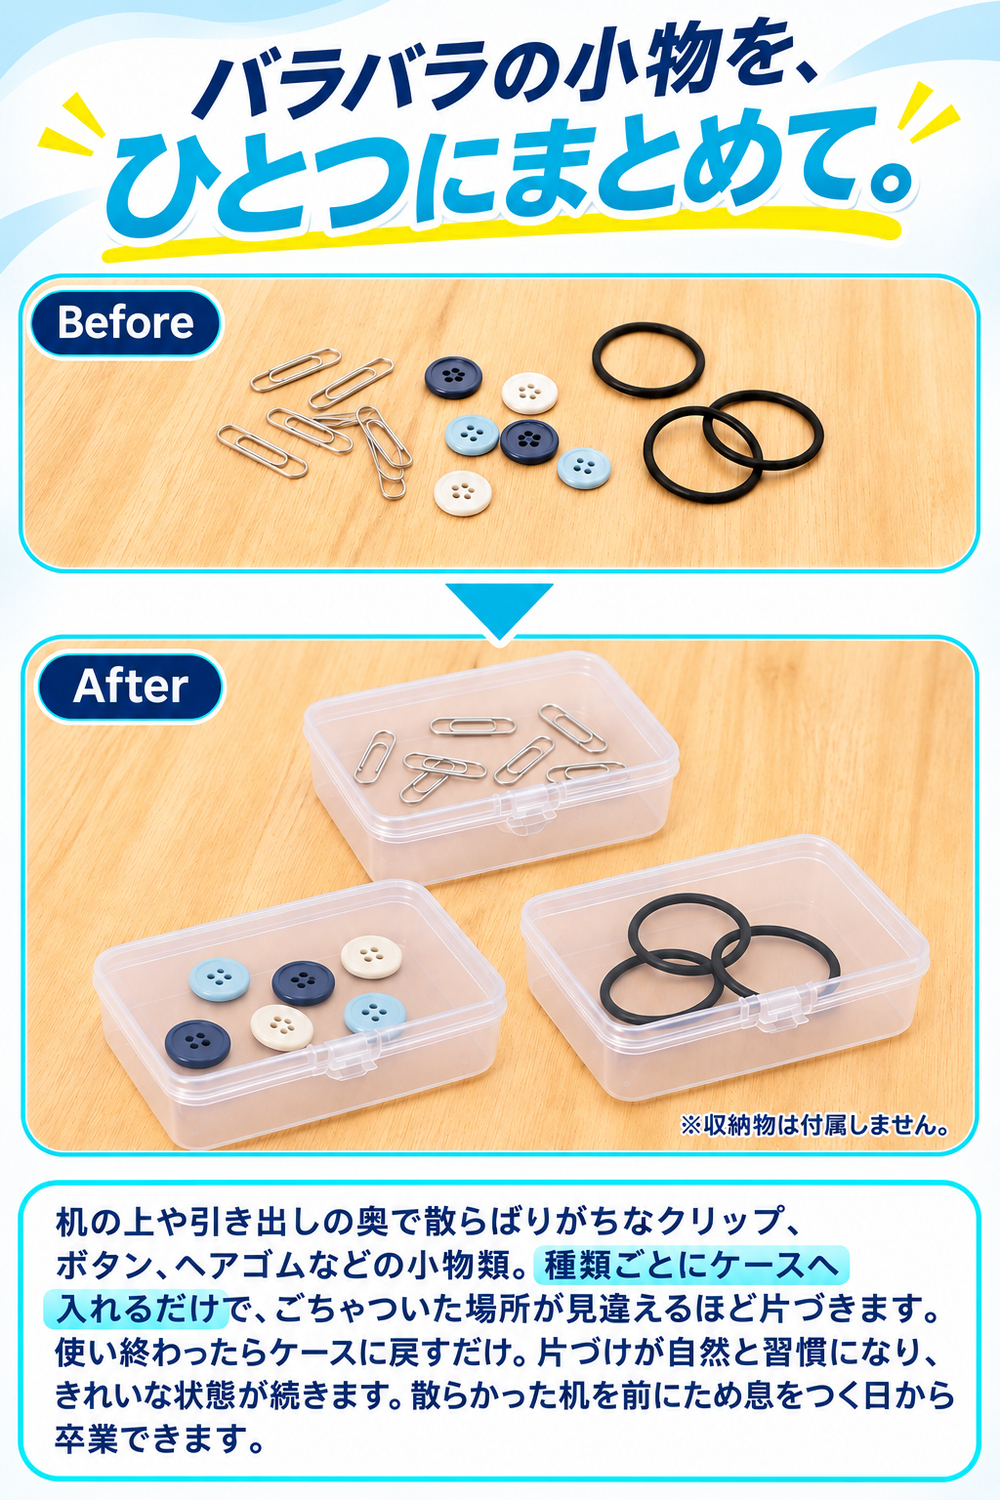 バラバラの小物を、
ひとつにまとめて。
Before
After
※収納物は付属しません。
机の上や引き出しの奥で散らばりがちなクリップ、
ボタン、ヘアゴムなどの小物類。種類ごとにケースへ
入れるだけで、ごちゃついた場所が見違えるほど片づきます。
使い終わったらケースに戻すだけ。片づけが自然と習慣になり、
きれいな状態が続きます。散らかった机を前にため息をつく日から
卒業できます。